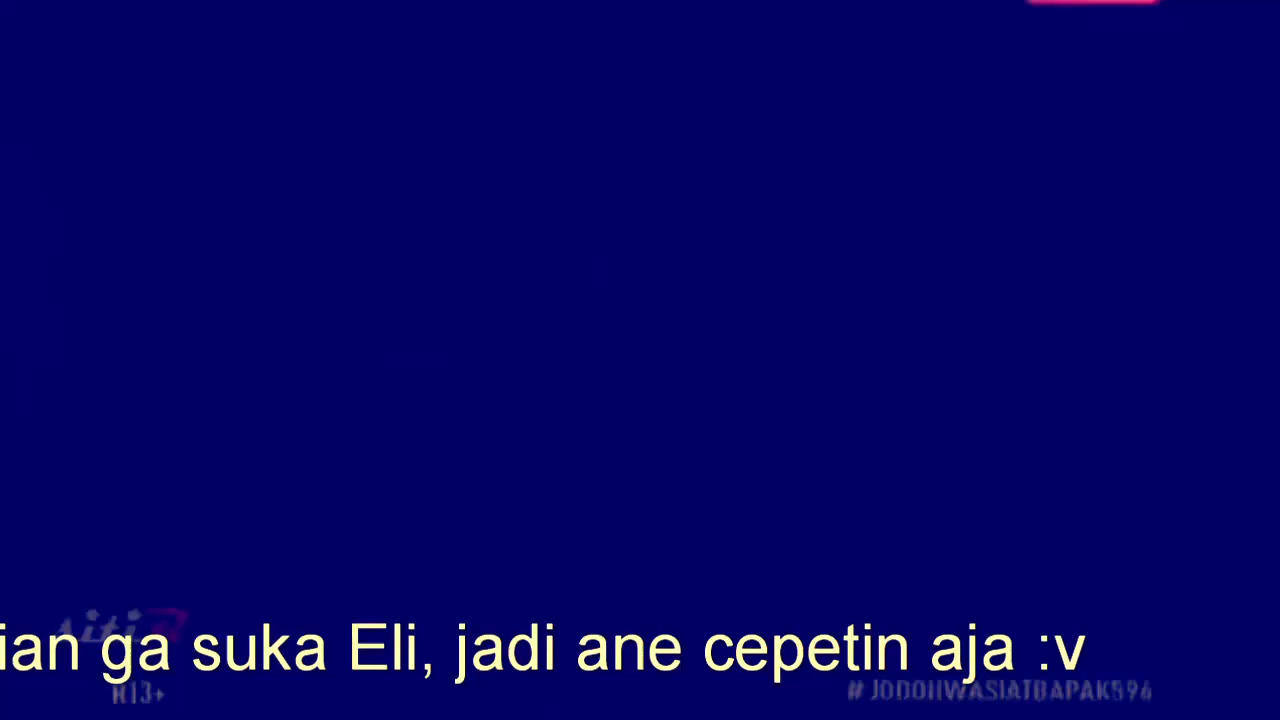 ian ga suka Eli, jadi ane cepetin aja :v
R13+
#JODOHWASIATBAPAK596